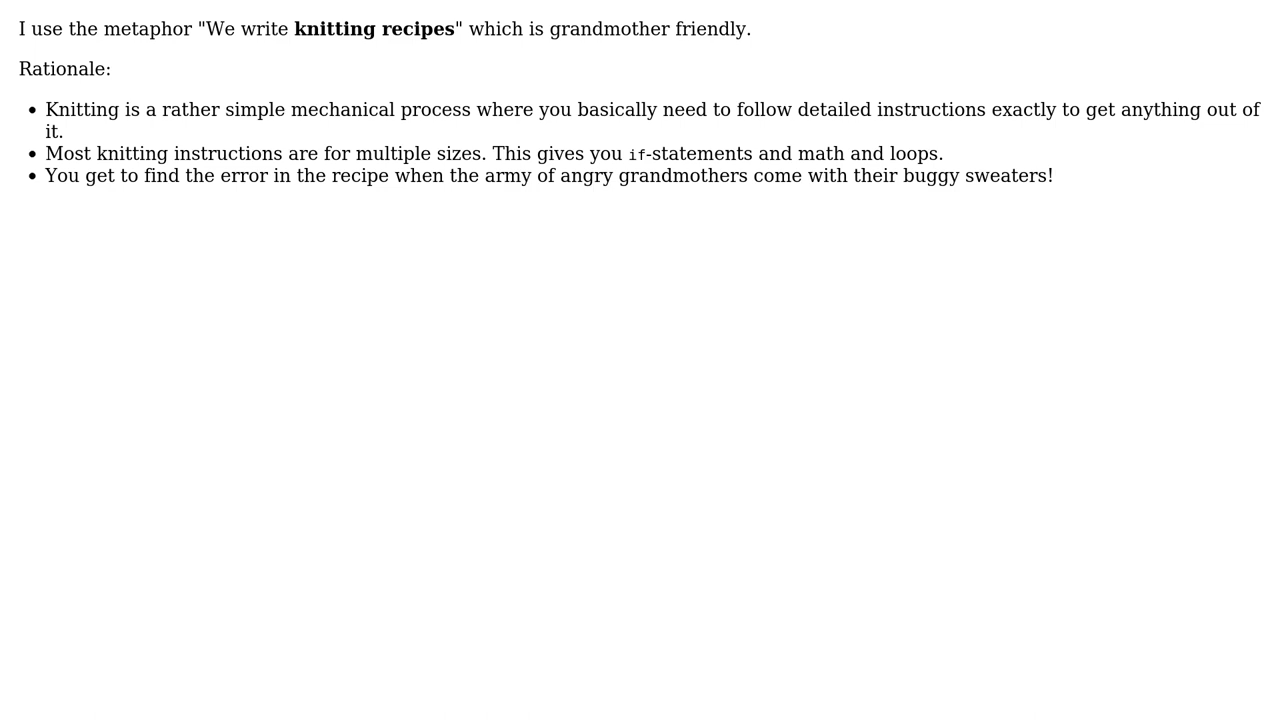 I use the metaphor "We write knitting recipes" which is grandmother friendly.
Rationale:
• Knitting is a rather simple mechanical process where you basically need to follow detailed instructions exactly to get anything out of
it.
• Most knitting instructions are for multiple sizes. This gives you if-statements and math and loops.
• You get to find the error in the recipe when the army of angry grandmothers come with their buggy sweaters!